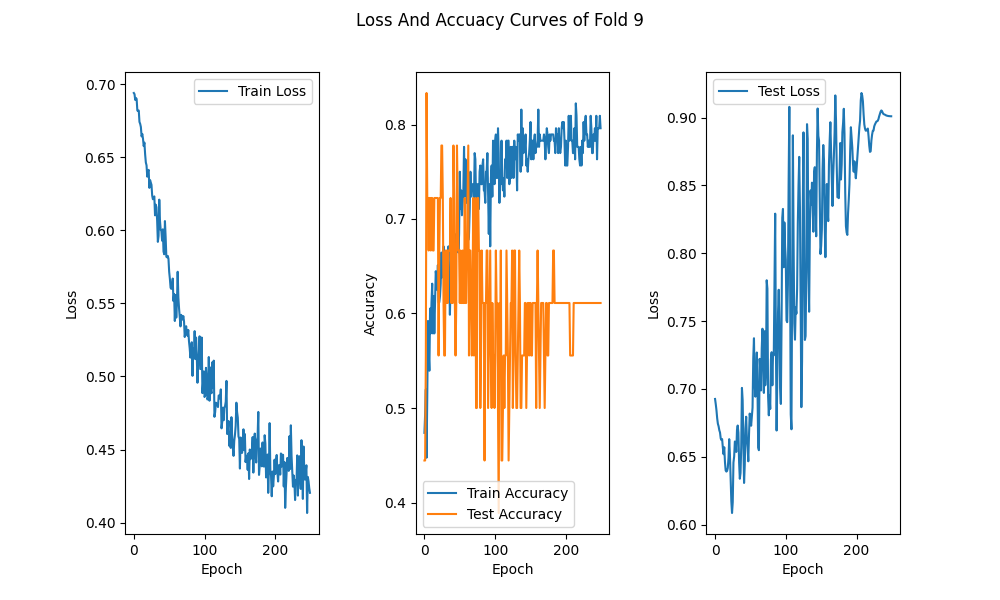 Loss And Accuacy Curves of Fold 9
Train Loss
0.70
0.65
0.60
0.55
0.50
0.45
0.40
Loss
0
100
200
Epoch
0.8
0.7
0.6
0.5
0.4
Accuracy
Train Accuracy
Test Accuracy
0
100
200
Epoch
Test Loss
0.90
0.85
0.80
0.75
0.70
0.65
0.60
Loss
0
100
200
Epoch